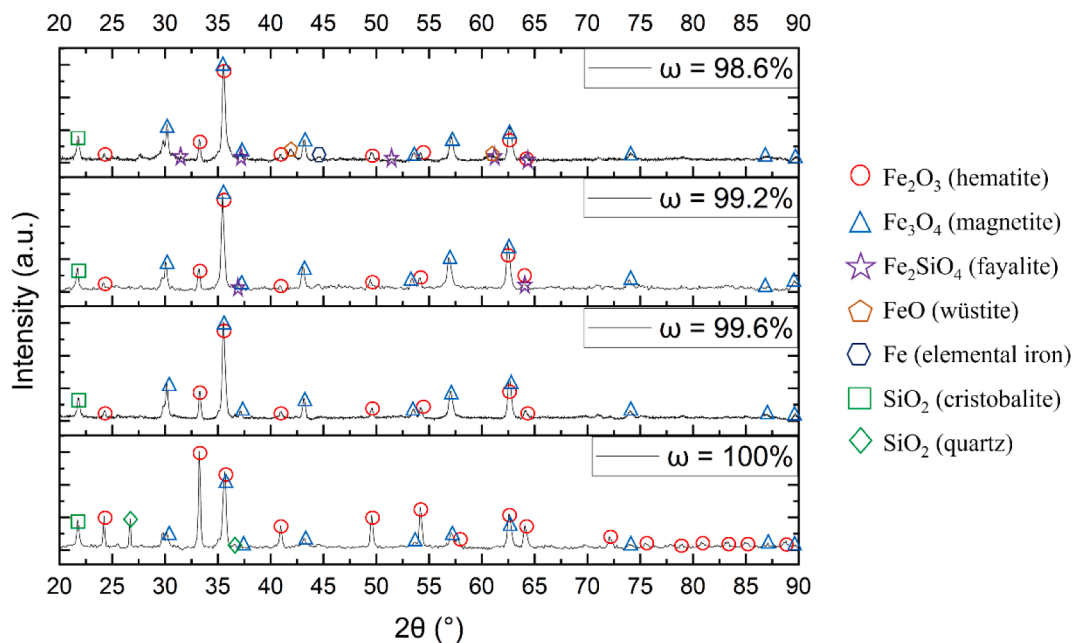 20 25 30 35 40 45 50 55 60 65 70 75 80 85 90
ω = 98.6%
ω = 99.2%
ω = 99.6%
ω = 100%
Intensity (a.u.)
20 25 30 35 40 45 50 55 60 65 70 75 80 85 90
2θ (°)
Fe₂O₃ (hematite)
Fe₃O₄ (magnetite)
Fe₂SiO₄ (fayalite)
FeO (wüstite)
Fe (elemental iron)
SiO₂ (cristobalite)
SiO₂ (quartz)